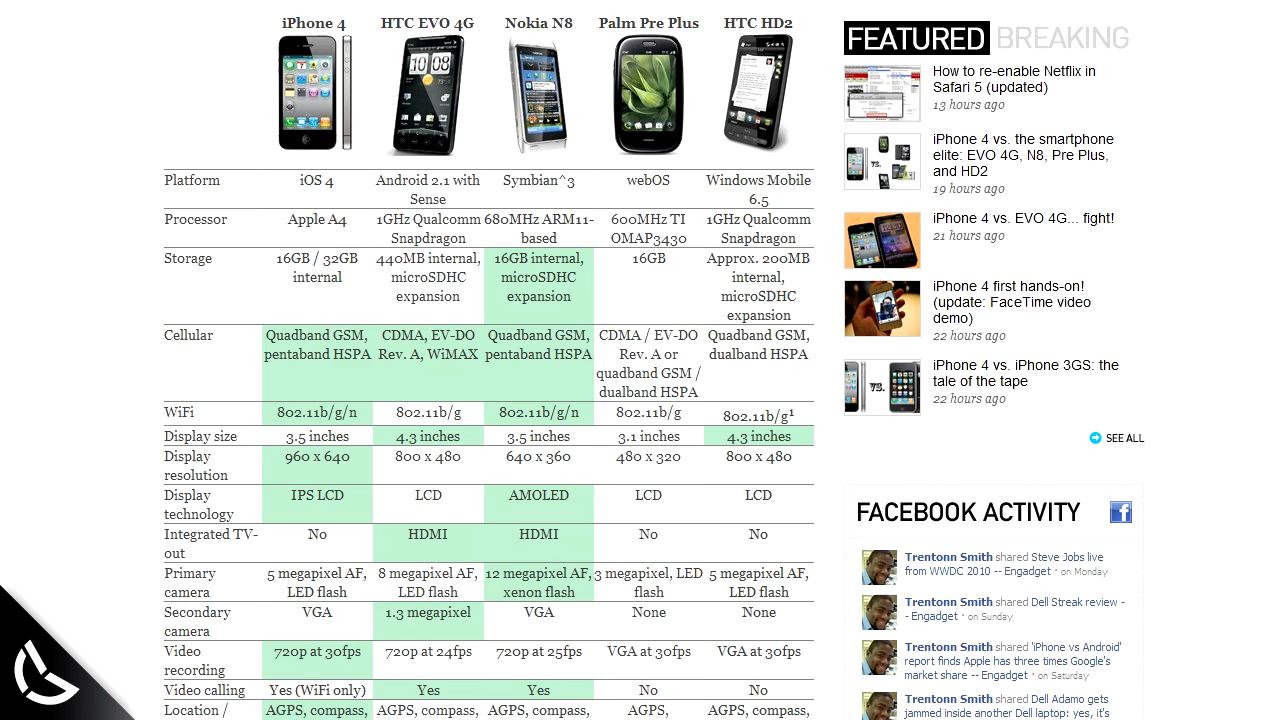 iPhone 4 HTC EVO 4G Nokia N8 Palm Pre Plus HTC HD2
Platform iOS 4 Android 2.1 with Symbian^3 webOS Windows Mobile
Sense 6.5
Processor Apple A4 1GHz Qualcomm 680MHz ARM11- 600MHz TI 1GHz Qualcomm
Snapdragon based OMAP3430 Snapdragon
Storage 16GB / 32GB 440MB internal, 16GB internal, 16GB Approx. 200MB
internal microSDHC microSDHC internal,
expansion expansion microSDHC
expansion
Cellular Quadband GSM, CDMA, EV-DO Quadband GSM, CDMA / EV-DO Quadband GSM,
pentaband HSPA Rev. A, WiMAX pentaband HSPA Rev. A or dualband HSPA
quadband GSM /
dualband HSPA
WiFi 802.11b/g/n 802.11b/g 802.11b/g/n 802.11b/g 802.11b/g¹
Display size 3.5 inches 4.3 inches 3.5 inches 3.1 inches 4.3 inches
Display 960 x 640 800 x 480 640 x 360 480 x 320 800 x 480
resolution
Display IPS LCD LCD AMOLED LCD LCD
technology
Integrated TV- No HDMI HDMI No No
out
Primary 5 megapixel AF, 8 megapixel AF, 12 megapixel AF, 3 megapixel, LED 5 megapixel AF,
camera LED flash LED flash xenon flash flash LED flash
Secondary VGA 1.3 megapixel VGA None None
camera
Video 720p at 30fps 720p at 24fps 720p at 25fps VGA at 30fps VGA at 30fps
recording
Video calling Yes (WiFi only) Yes Yes No No
Location / AGPS, compass, AGPS, compass, AGPS, compass, AGPS, AGPS, compass,
FEATURED BREAKING
How to re-enable Netflix in
Safari 5 (updated)
13 hours ago
iPhone 4 vs. the smartphone
elite: EVO 4G, N8, Pre Plus,
and HD2
19 hours ago
iPhone 4 vs. EVO 4G... fight!
21 hours ago
iPhone 4 first hands-on!
(update: FaceTime video
demo)
22 hours ago
VS.
iPhone 4 vs. iPhone 3GS: the
tale of the tape
22 hours ago
SEE ALL
FACEBOOK ACTIVITY f
Trentonn Smith shared Steve Jobs live
from WWDC 2010 -- Engadget · on Monday
Trentonn Smith shared Dell Streak review -
- Engadget · on Sunday
Trentonn Smith shared 'iPhone vs Android'
report finds Apple has three times Google's
market share -- Engadget · on Saturday
Trentonn Smith shared Dell Adamo gets
jammed inside another Dell laptop: yes, it's